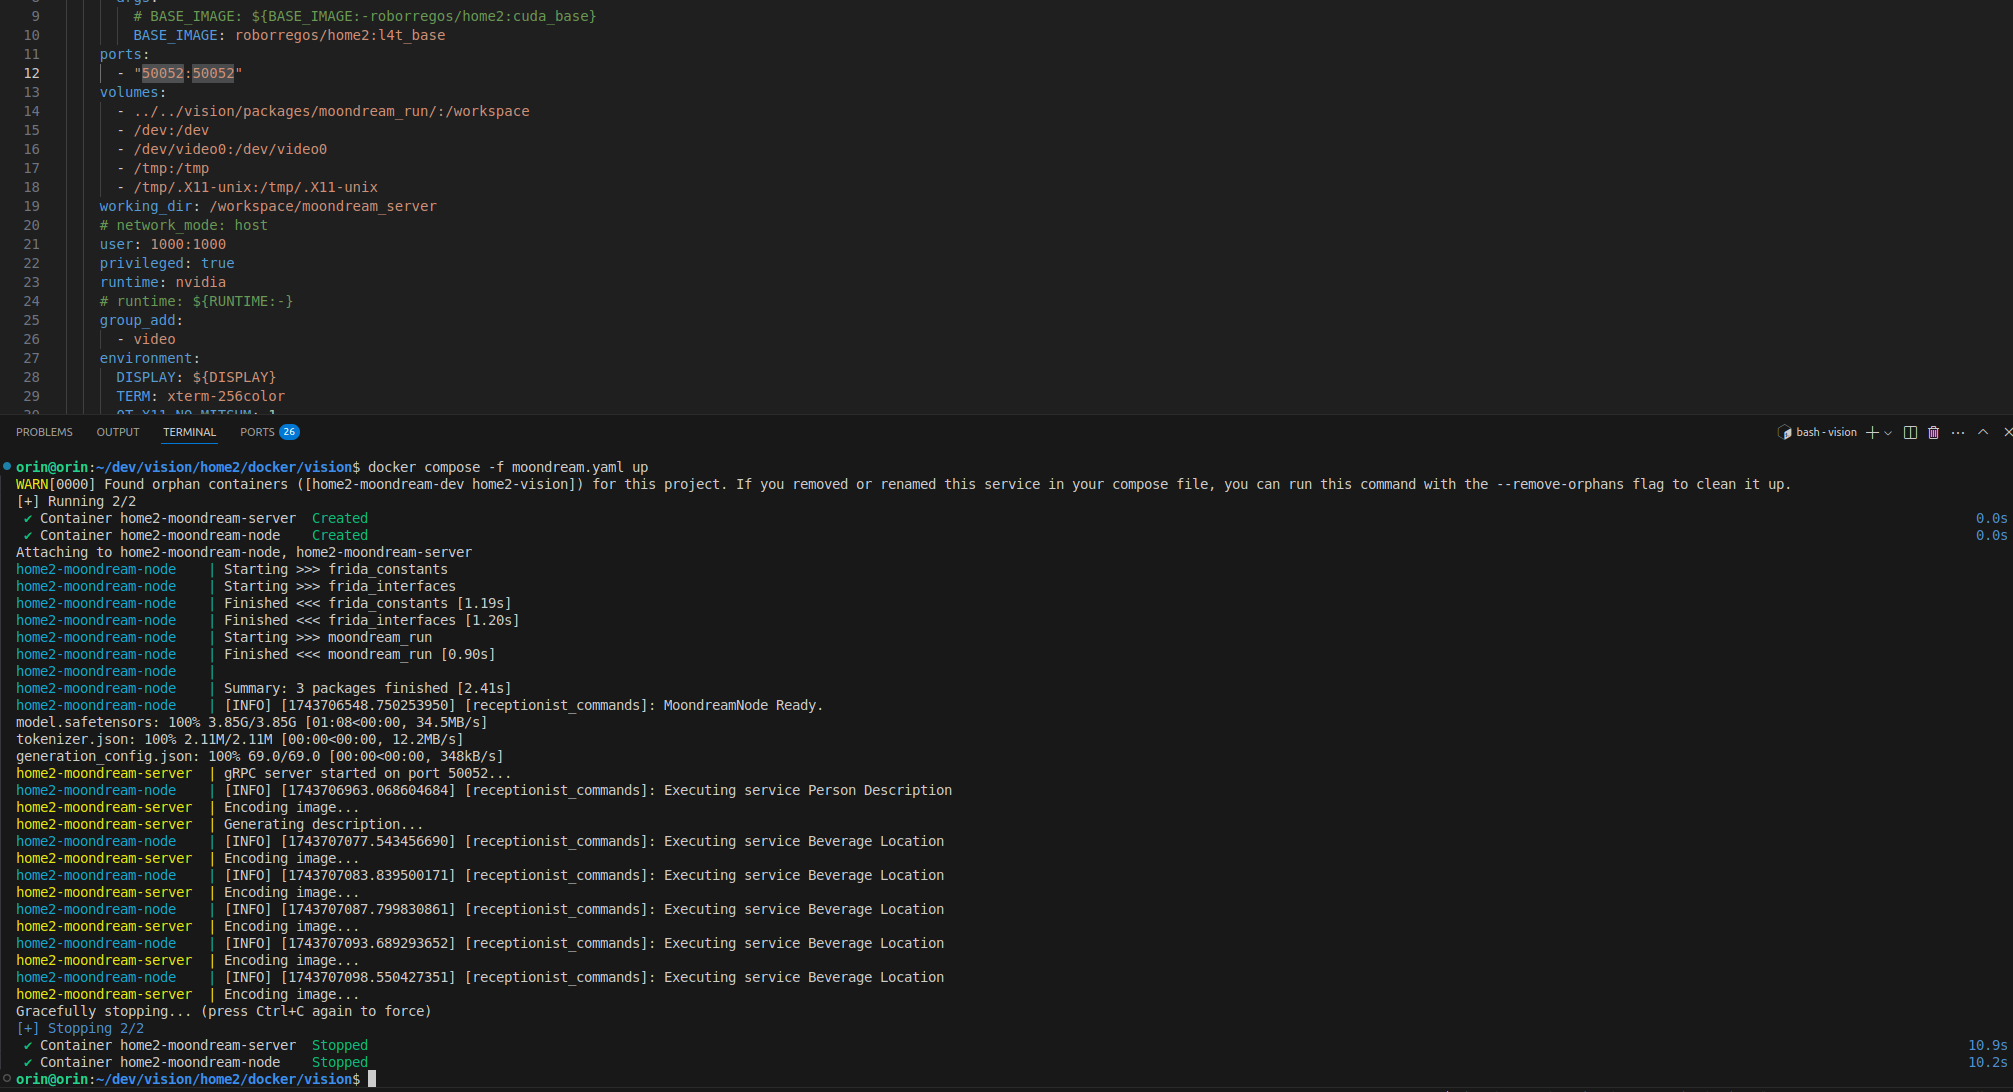 9 # BASE_IMAGE: ${BASE_IMAGE:-roborregos/home2:cuda_base}
10 BASE_IMAGE: roborregos/home2:l4t_base
11 ports:
12 - "50052:50052"
13 volumes:
14 - ../../vision/packages/moondream_run/:/workspace
15 - /dev:/dev
16 - /dev/video0:/dev/video0
17 - /tmp:/tmp
18 - /tmp/.X11-unix:/tmp/.X11-unix
19 working_dir: /workspace/moondream_server
20 # network_mode: host
21 user: 1000:1000
22 privileged: true
23 runtime: nvidia
24 # runtime: ${RUNTIME:-}
25 group_add:
26 - video
27 environment:
28 DISPLAY: ${DISPLAY}
29 TERM: xterm-256color
PROBLEMS OUTPUT TERMINAL PORTS 26 bash - vision
orin@orin:~/dev/vision/home2/docker/vision$ docker compose -f moondream.yaml up
WARN[0000] Found orphan containers ([home2-moondream-dev home2-vision]) for this project. If you removed or renamed this service in your compose file, you can run this command with the --remove-orphans flag to clean it up.
[+] Running 2/2
✔ Container home2-moondream-server Created 0.0s
✔ Container home2-moondream-node Created 0.0s
Attaching to home2-moondream-node, home2-moondream-server
home2-moondream-node | Starting >>> frida_constants
home2-moondream-node | Starting >>> frida_interfaces
home2-moondream-node | Finished <<< frida_constants [1.19s]
home2-moondream-node | Finished <<< frida_interfaces [1.20s]
home2-moondream-node | Starting >>> moondream_run
home2-moondream-node | Finished <<< moondream_run [0.90s]
home2-moondream-node |
home2-moondream-node | Summary: 3 packages finished [2.41s]
home2-moondream-node | [INFO] [1743706548.750253950] [receptionist_commands]: MoondreamNode Ready.
model.safetensors: 100% 3.85G/3.85G [01:08<00:00, 34.5MB/s]
tokenizer.json: 100% 2.11M/2.11M [00:00<00:00, 12.2MB/s]
generation_config.json: 100% 69.0/69.0 [00:00<00:00, 348kB/s]
home2-moondream-server | gRPC server started on port 50052...
home2-moondream-node | [INFO] [1743706963.068604684] [receptionist_commands]: Executing service Person Description
home2-moondream-server | Encoding image...
home2-moondream-server | Generating description...
home2-moondream-node | [INFO] [1743707077.543456690] [receptionist_commands]: Executing service Beverage Location
home2-moondream-server | Encoding image...
home2-moondream-node | [INFO] [1743707083.839500171] [receptionist_commands]: Executing service Beverage Location
home2-moondream-server | Encoding image...
home2-moondream-node | [INFO] [1743707087.799830861] [receptionist_commands]: Executing service Beverage Location
home2-moondream-server | Encoding image...
home2-moondream-node | [INFO] [1743707093.689293652] [receptionist_commands]: Executing service Beverage Location
home2-moondream-server | Encoding image...
home2-moondream-node | [INFO] [1743707098.550427351] [receptionist_commands]: Executing service Beverage Location
home2-moondream-server | Encoding image...
Gracefully stopping... (press Ctrl+C again to force)
[+] Stopping 2/2
✔ Container home2-moondream-server Stopped 10.9s
✔ Container home2-moondream-node Stopped 10.2s
orin@orin:~/dev/vision/home2/docker/vision$